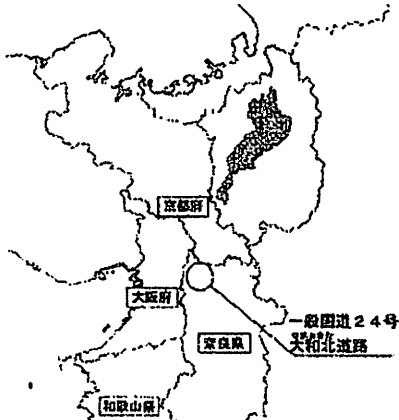 京都府
大阪府
一般国道24号
大和北道路
奈良県
和歌山県